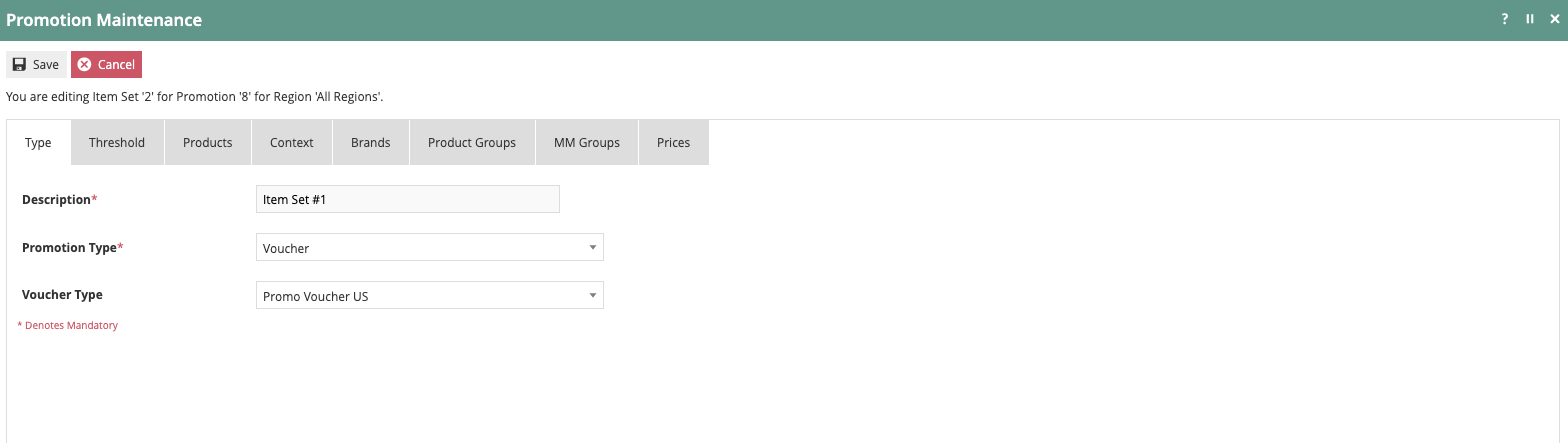 Promotion Maintenance ?
Save Cancel
You are editing Item Set '2' for Promotion '8' for Region 'All Regions'.
Type Threshold Products Context Brands Product Groups MM Groups Prices
Description* Item Set #1
Promotion Type* Voucher
Voucher Type Promo Voucher US
* Denotes Mandatory